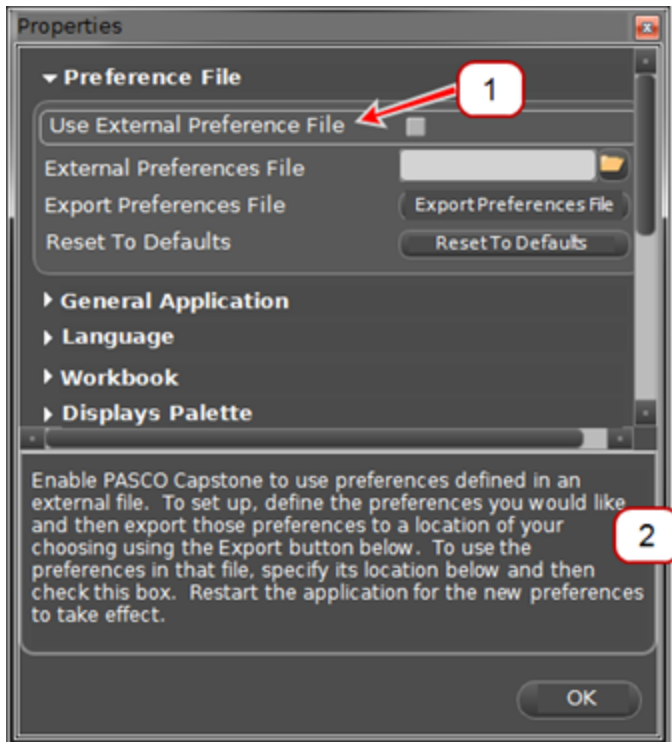 Properties
Preference File
1
Use External Preference File
External Preferences File
Export Preferences File
Export Preferences File
Reset To Defaults
Reset To Defaults
General Application
Language
Workbook
Displays Palette
Enable PASCO Capstone to use preferences defined in an
external file. To set up, define the preferences you would like
and then export those preferences to a location of your
choosing using the Export button below. To use the
2
preferences in that file, specify its location below and then
check this box. Restart the application for the new preferences
to take effect.
OK